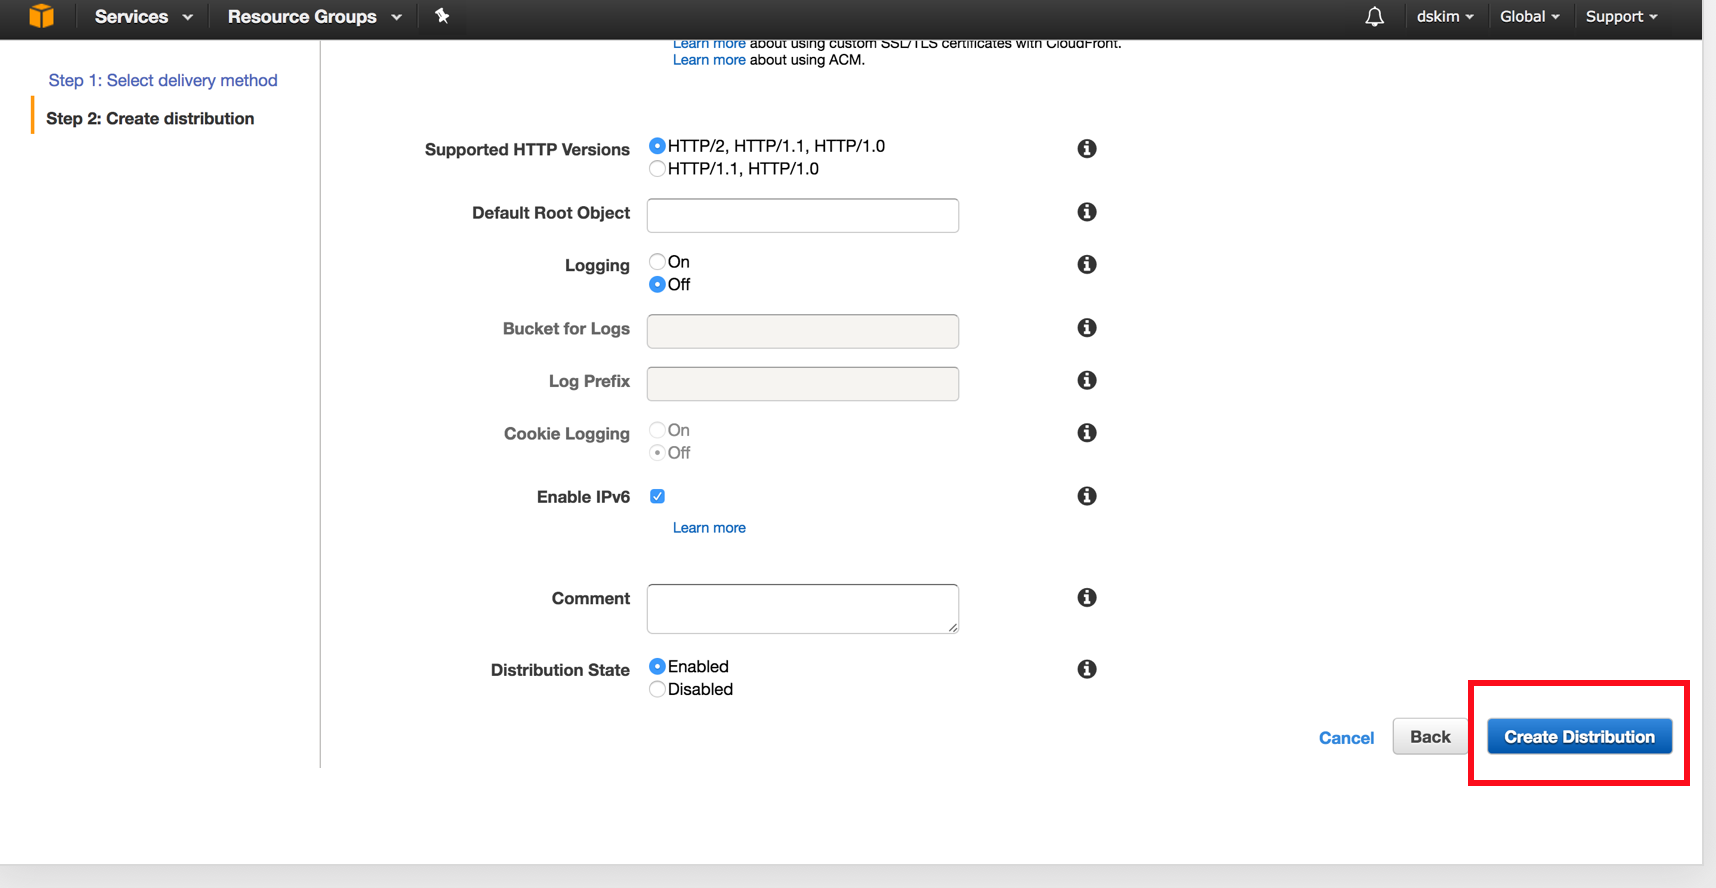 Services
Resource Groups
dskim
Global
Support
Learn more about using custom SSL/TLS certificates with CloudFront.
Learn more about using ACM.
Step 1: Select delivery method
Step 2: Create distribution
Supported HTTP Versions
HTTP/2, HTTP/1.1, HTTP/1.0
HTTP/1.1, HTTP/1.0
Default Root Object
Logging
On
Off
Bucket for Logs
Log Prefix
Cookie Logging
On
Off
Enable IPv6
Learn more
Comment
Distribution State
Enabled
Disabled
Cancel
Back
Create Distribution